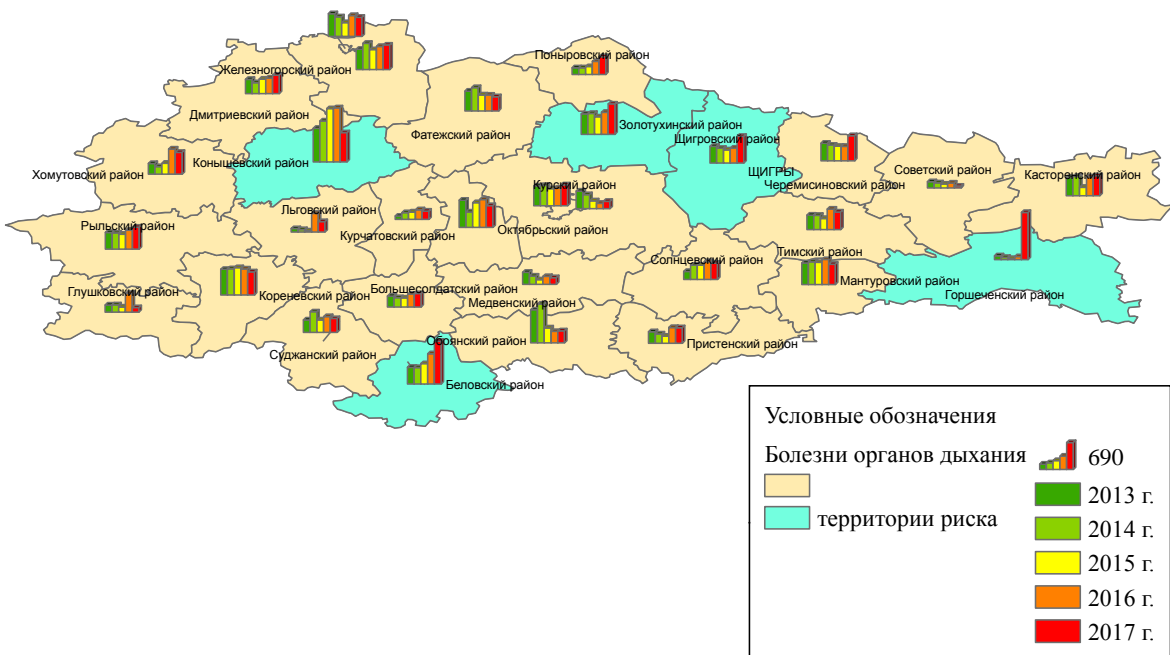 Поныровский район
Железногорский район
Дмитриевский район
Фатежский район
Золотухинский район
Щигровский район
Конышевский район
Хомутовский район
ЩИГРЫ
Черемисиновский район
Советский район
Касторенский район
Курский район
Льговский район
Рыльский район
Курчатовский район
Октябрьский район
Тимский район
Солнцевский район
Мантуровский район
Глушковский район
Кореневский район
Большесолдатский район
Медвенский район
Горшеченский район
Обоянский район
Пристенский район
Суджанский район
Беловский район
Условные обозначения
Болезни органов дыхания
690
территории риска
2013 г.
2014 г.
2015 г.
2016 г.
2017 г.